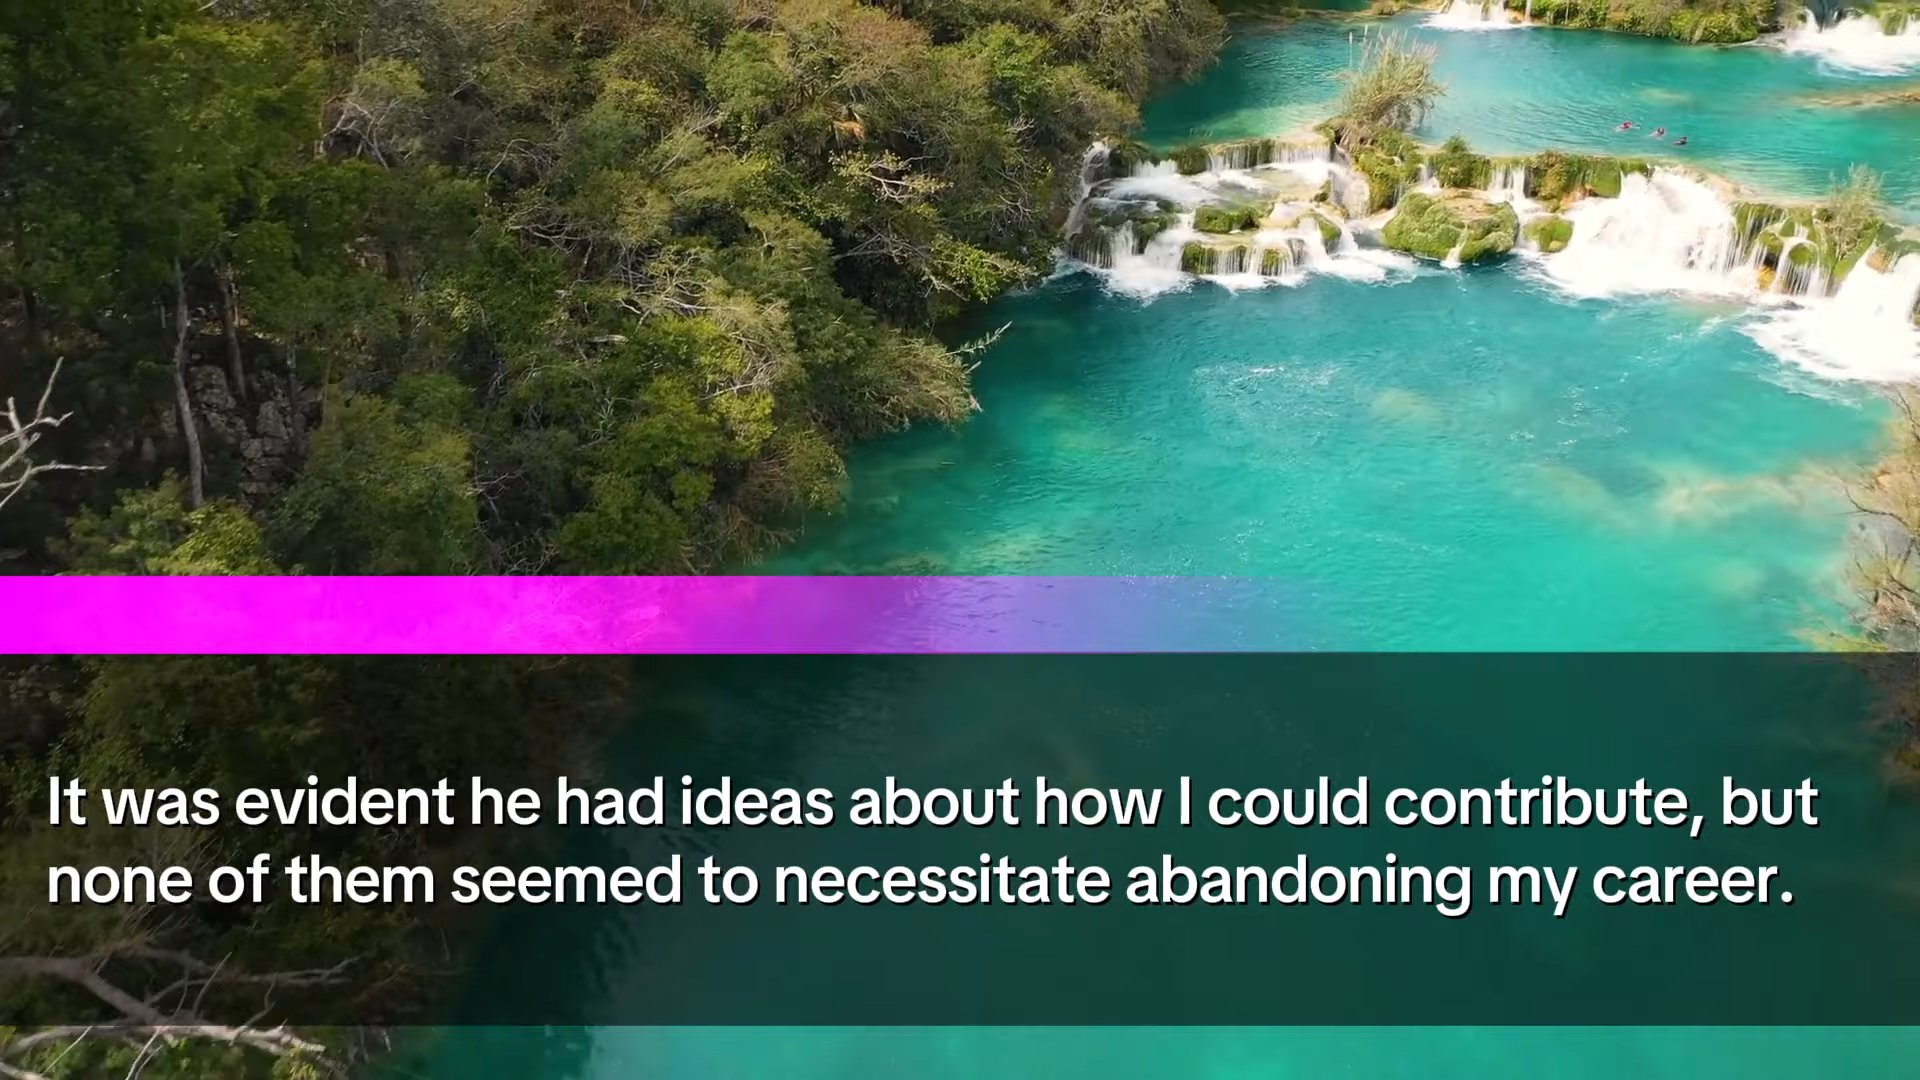 It was evident he had ideas about how I could contribute, but
none of them seemed to necessitate abandoning my career.